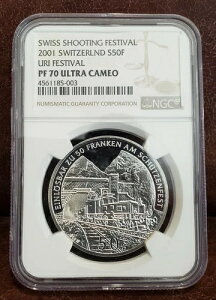 SWISS SHOOTING FESTIVAL
2001 SWITZERLND S50F
URI FESTIVAL
PF 70 ULTRA CAMEO
4561185-003
NUMISMATIC GUARANTY CORPORATION
NGC
EINLÖSBAR ZU 50 FRANKEN AM SCHÜTZENFEST